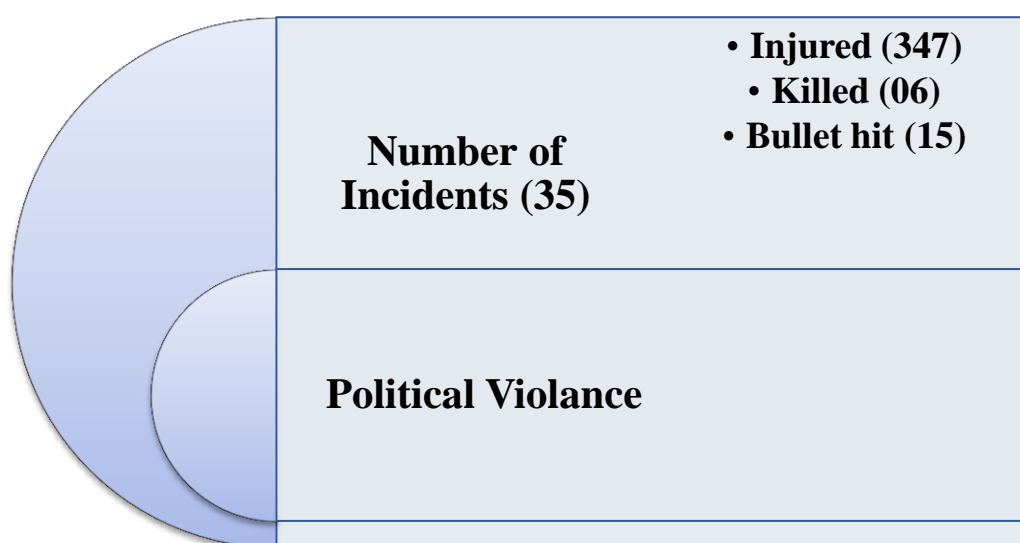 Number of
Incidents (35)
• Injured (347)
• Killed (06)
• Bullet hit (15)
Political Violance